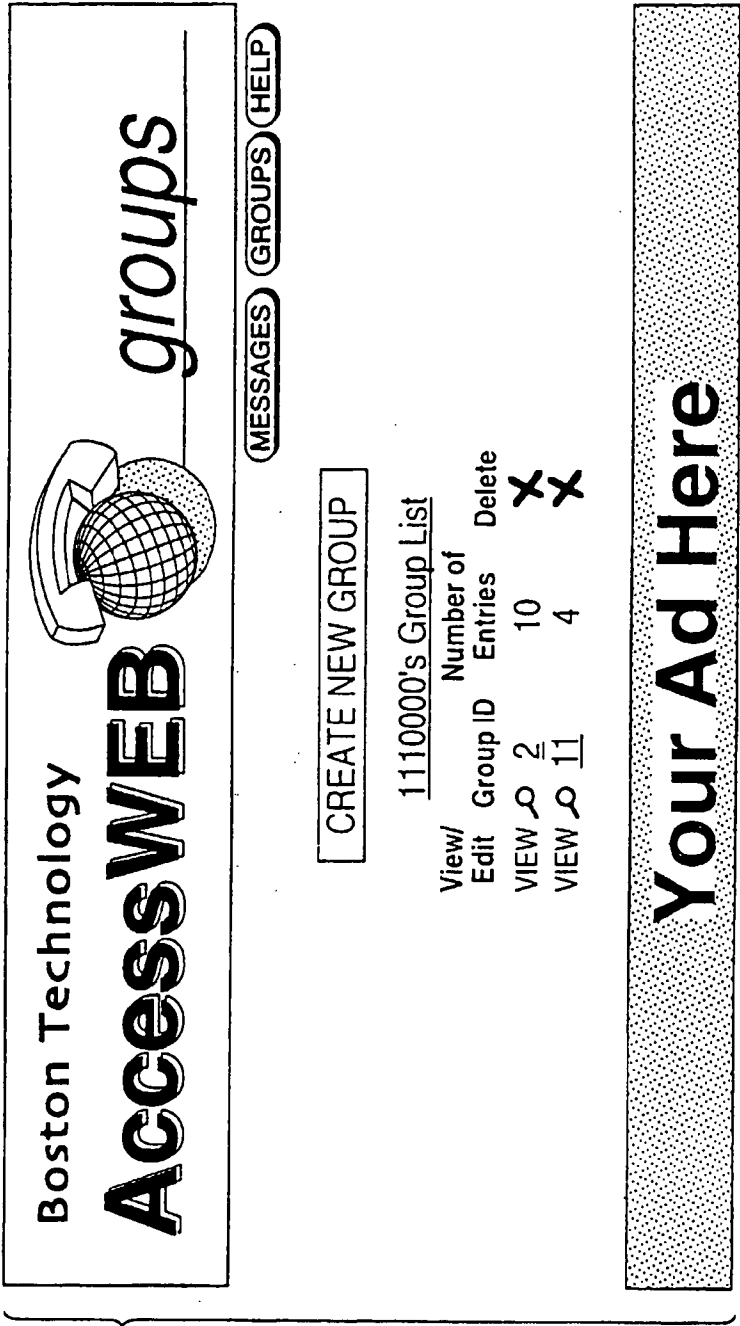 Boston Technology
AccessWEB groups
MESSAGES GROUPS HELP
CREATE NEW GROUP
1110000's Group List
View/ Number of
Edit Group ID Entries Delete
VIEW 2 10 X
VIEW 11 4 X
Your Ad Here